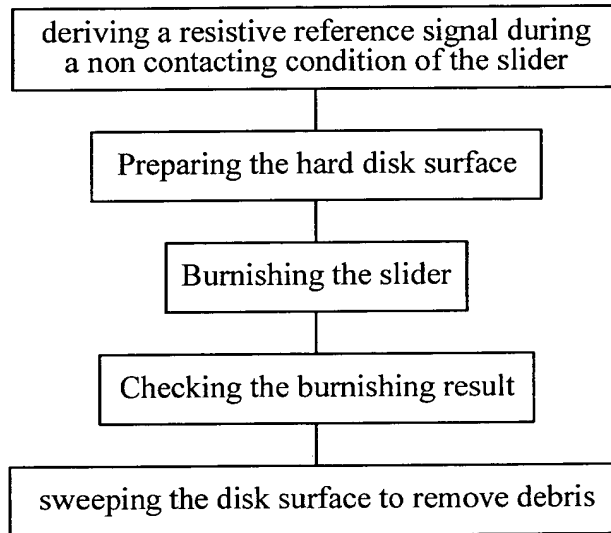 deriving a resistive reference signal during
a non contacting condition of the slider
Preparing the hard disk surface
Burnishing the slider
Checking the burnishing result
sweeping the disk surface to remove debris